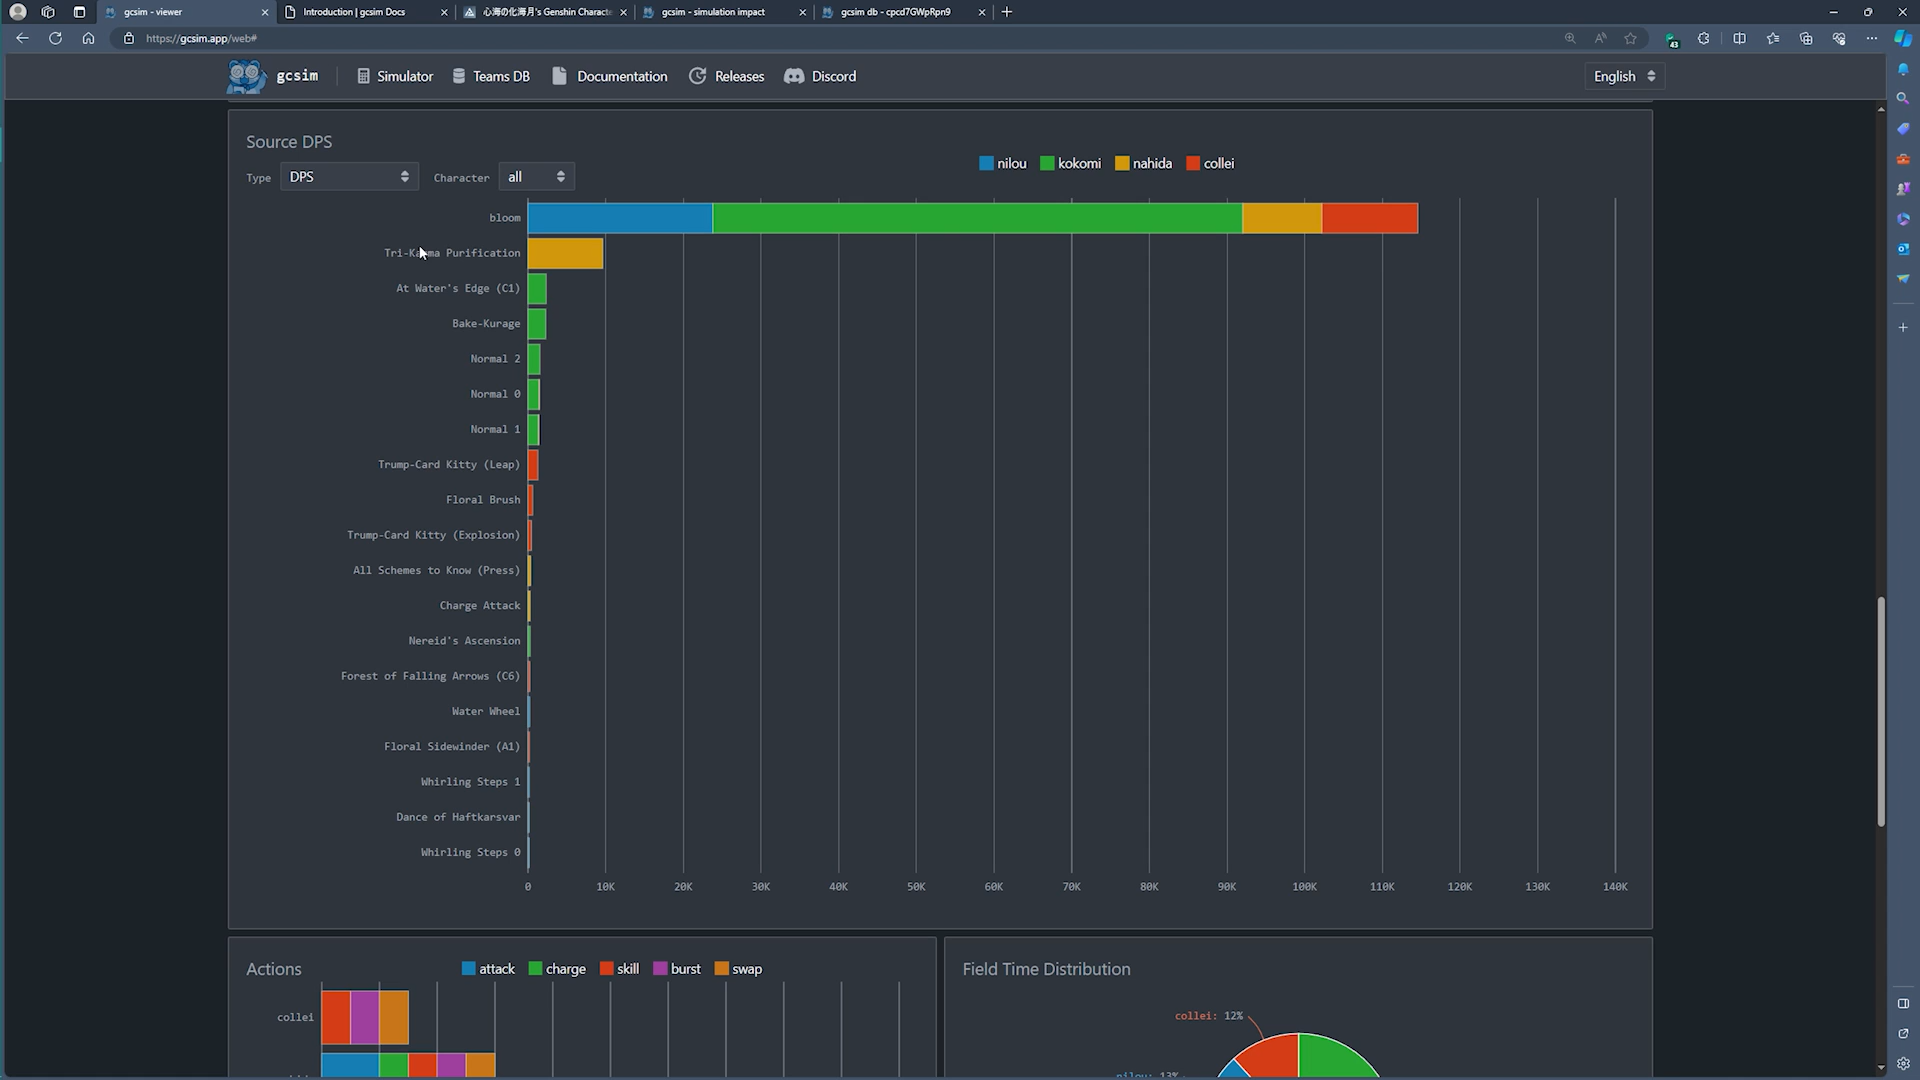 gcsim - viewer
Introduction | gcsim Docs
心海の化海月's Genshin Characte
gcsim - simulation impact
gcsim db - cpcd7GWpRpn9
https://gcsim.app/web#
43
gcsim
Simulator
Teams DB
Documentation
Releases
Discord
English
Source DPS
Type
DPS
Character
all
nilou
kokomi
nahida
collei
bloom
Tri-Karma Purification
At Water's Edge (C1)
Bake-Kurage
Normal 2
Normal 0
Normal 1
Trump-Card Kitty (Leap)
Floral Brush
Trump-Card Kitty (Explosion)
All Schemes to Know (Press)
Charge Attack
Nereid's Ascension
Forest of Falling Arrows (C6)
Water Wheel
Floral Sidewinder (A1)
Whirling Steps 1
Dance of Haftkarsvar
Whirling Steps 0
0 10K 20K 30K 40K 50K 60K 70K 80K 90K 100K 110K 120K 130K 140K
Actions
attack
charge
skill
burst
swap
collei
Field Time Distribution
collei: 12%
nilou: 13%